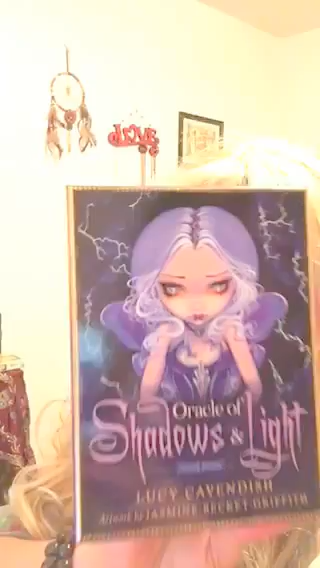 LOVE
Oracle of
Shadows & Light
LUCY CAVENDISH
Artwork by JASMINE BECKET-GRIFFITH